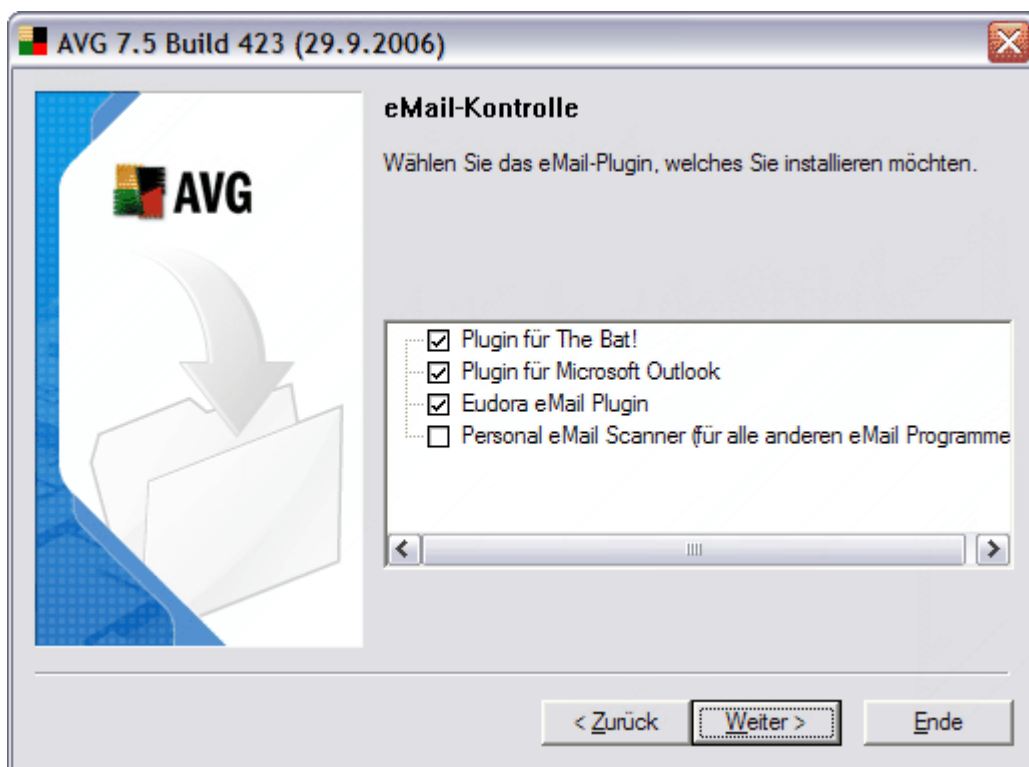 AVG 7.5 Build 423 (29.9.2006)
AVG
eMail-Kontrolle
Wählen Sie das eMail-Plugin, welches Sie installieren möchten.
Plugin für The Bat!
Plugin für Microsoft Outlook
Eudora eMail Plugin
Personal eMail Scanner (für alle anderen eMail Programme
< Zurück
Weiter >
Ende